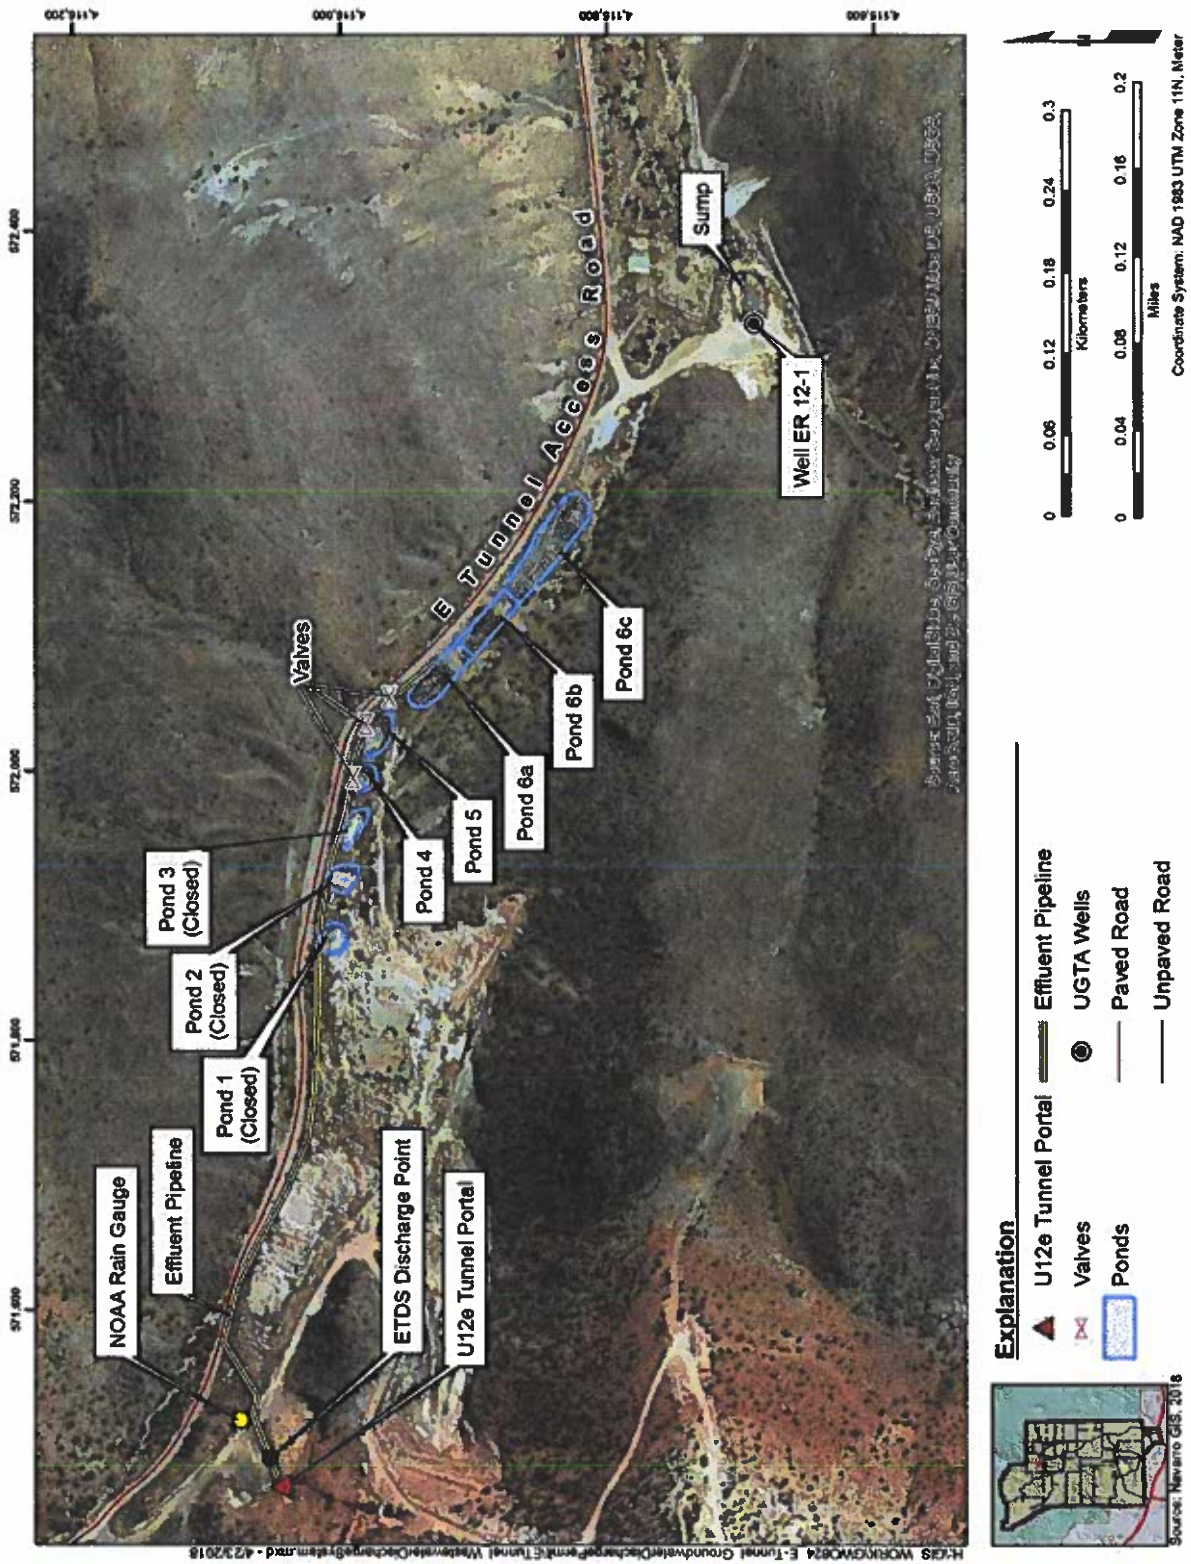 571,600
571,800
572,000
572,200
572,400
4,116,200
4,116,000
4,115,800
4,115,600
NOAA Rain Gauge
Effluent Pipeline
Pond 1
(Closed)
Pond 2
(Closed)
Pond 3
(Closed)
Valves
E Tunnel Access Road
ETDS Discharge Point
U12e Tunnel Portal
Pond 4
Pond 5
Pond 6a
Pond 6b
Pond 6c
Well ER 12-1
Sump
Explanation
U12e Tunnel Portal
Valves
Ponds
Effluent Pipeline
UGTA Wells
Paved Road
Unpaved Road
0 0.06 0.12 0.18 0.24 0.3
Kilometers
0 0.04 0.08 0.12 0.16 0.2
Miles
N
Source: Navarro GIS, 2018
Coordinate System: NAD 1983 UTM Zone 11N, Meter